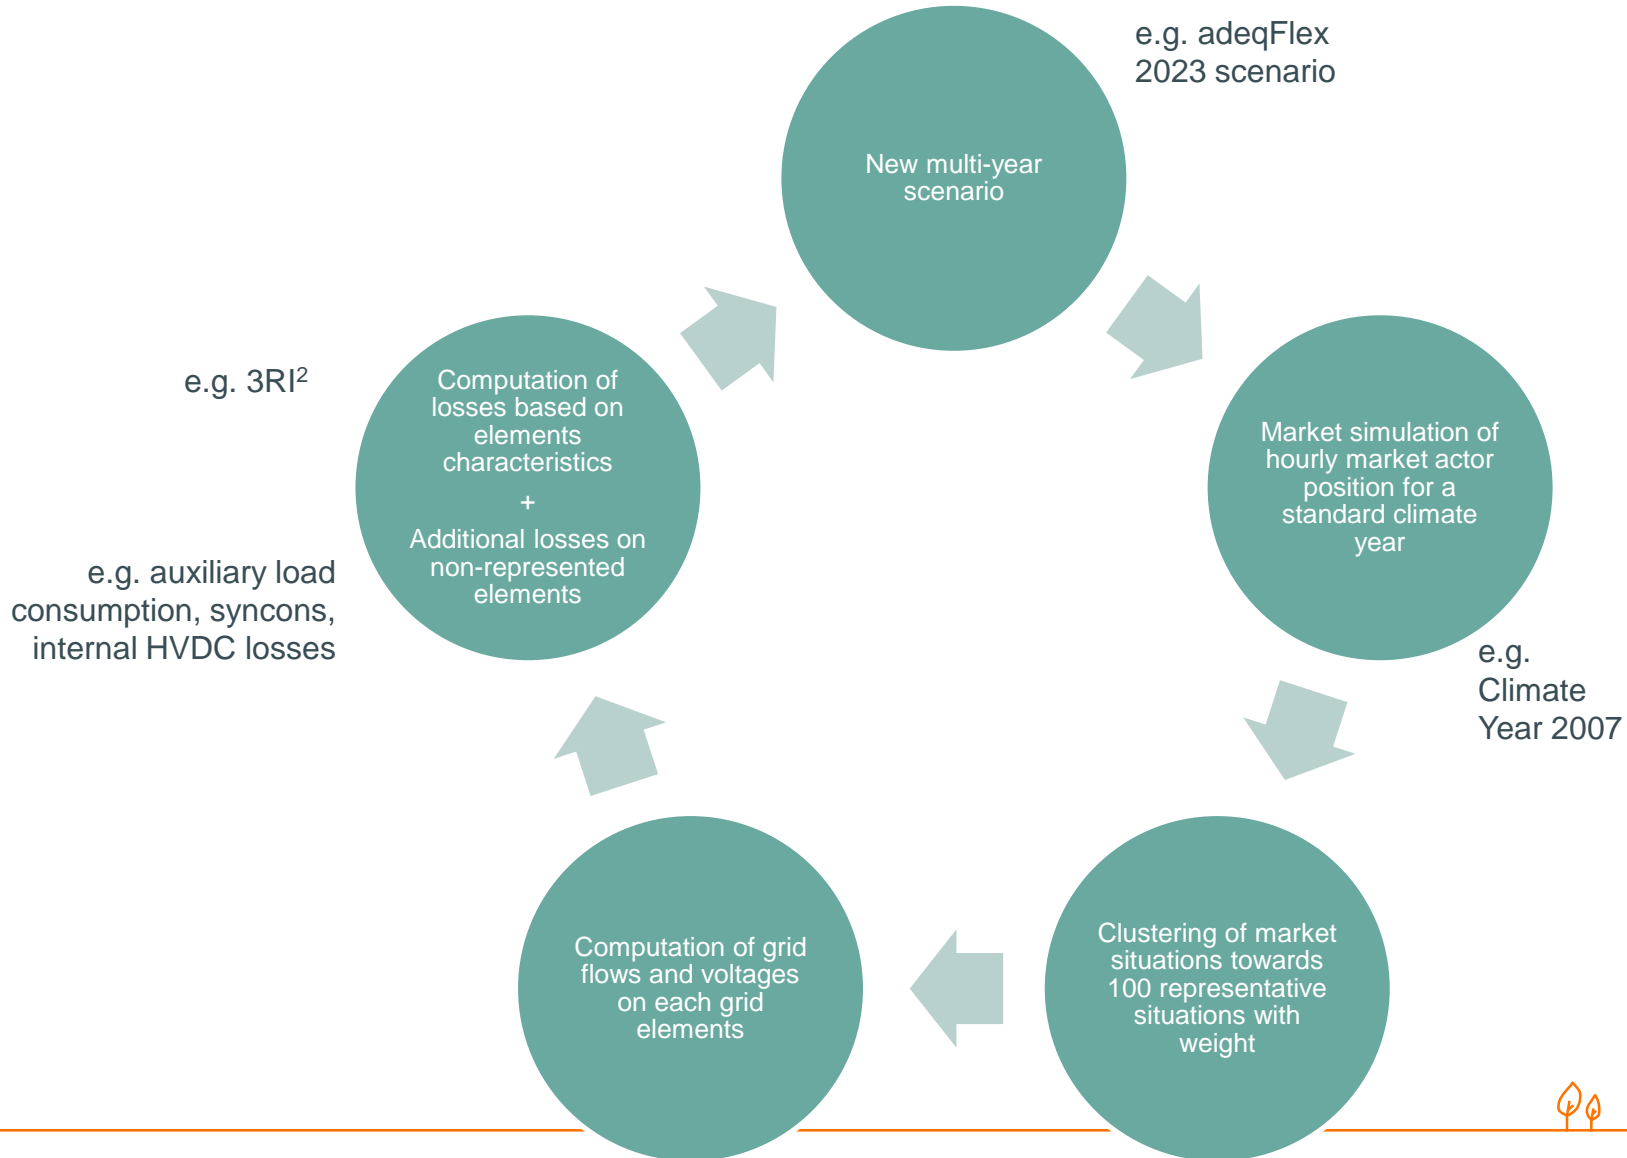 e.g. adeqFlex
2023 scenario
New multi-year
scenario
Market simulation of
hourly market actor
position for a
standard climate
year
e.g.
Climate
Year 2007
Clustering of market
situations towards
100 representative
situations with
weight
Computation of grid
flows and voltages
on each grid
elements
e.g. 3RI²
Computation of
losses based on
elements
characteristics
+
Additional losses on
non-represented
elements
e.g. auxiliary load
consumption, syncons,
internal HVDC losses